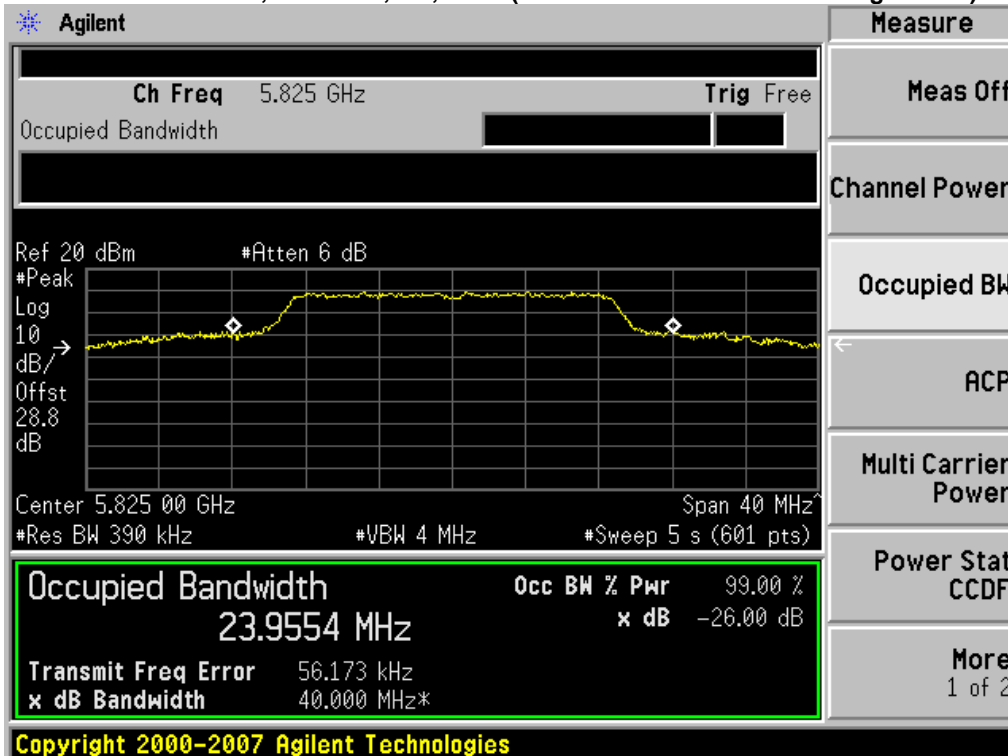 Agilent
Measure
Ch Freq 5.825 GHz Trig Free
Meas Off
Occupied Bandwidth
Channel Power
Ref 20 dBm #Atten 6 dB
#Peak
Log
10
dB/
Offst
28.8
dB
Occupied BW
ACP
Multi Carrier
Power
Center 5.825 00 GHz Span 40 MHz^
#Res BW 390 kHz #VBW 4 MHz #Sweep 5 s (601 pts)
Power Stat
CCDF
Occupied Bandwidth Occ BW % Pwr 99.00 %
23.9554 MHz x dB -26.00 dB
Transmit Freq Error 56.173 kHz
x dB Bandwidth 40.000 MHz*
More
1 of 2
Copyright 2000-2007 Agilent Technologies